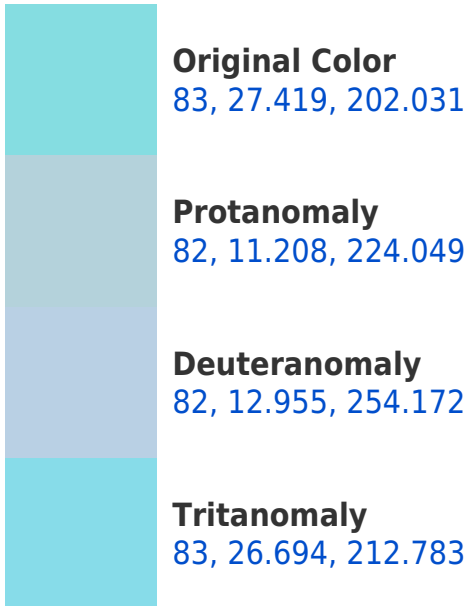 Original Color
83, 27.419, 202.031
Protanomaly
82, 11.208, 224.049
Deuteranomaly
82, 12.955, 254.172
Tritanomaly
83, 26.694, 212.783